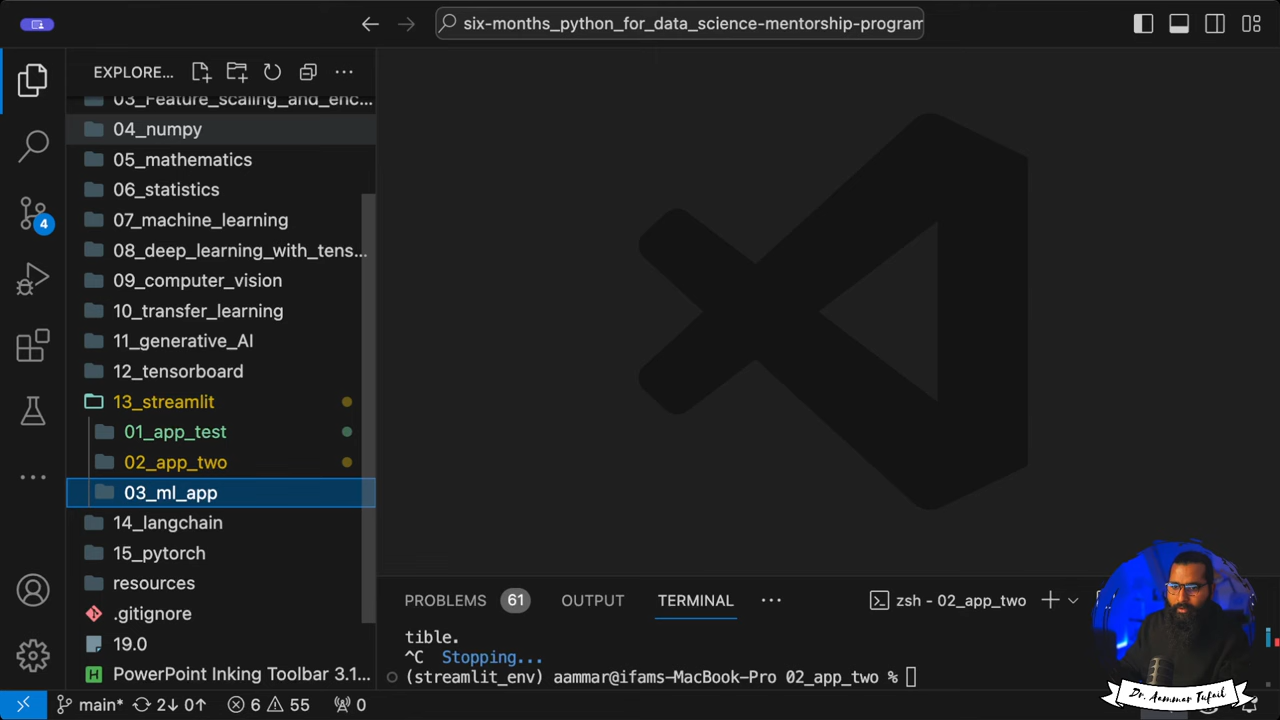 six-months_python_for_data_science-mentorship-program
EXPLORE...
03_Feature_scaling_and_enc...
04_numpy
05_mathematics
06_statistics
07_machine_learning
08_deep_learning_with_tens...
09_computer_vision
10_transfer_learning
11_generative_AI
12_tensorboard
13_streamlit
01_app_test
02_app_two
03_ml_app
14_langchain
15_pytorch
resources
.gitignore
19.0
PowerPoint Inking Toolbar 3.1...
4
PROBLEMS 61 OUTPUT TERMINAL ... zsh - 02_app_two
tible.
^C Stopping...
(streamlit_env) aammar@ifams-MacBook-Pro 02_app_two %
main* 2↓ 0↑ 6 55 0
Dr. Aammar Tufail